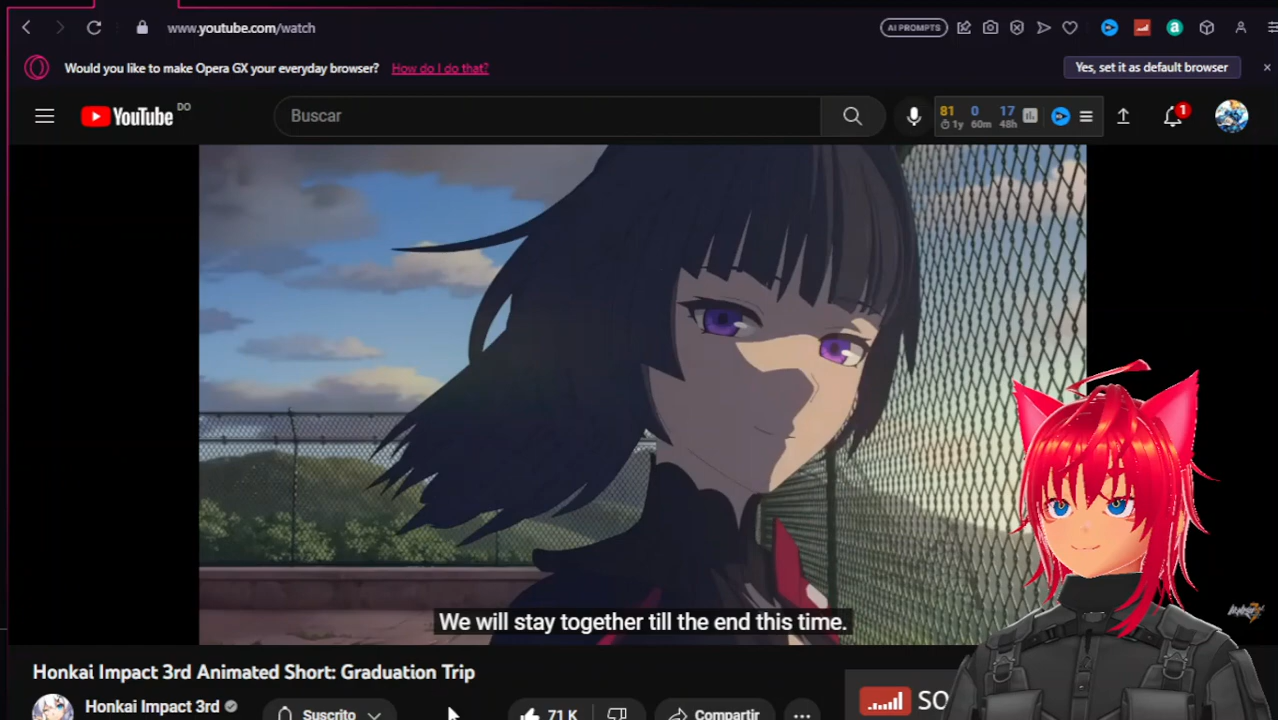 www.youtube.com/watch
AI PROMPTS
Would you like to make Opera GX your everyday browser? How do I do that?
Yes, set it as default browser
YouTube DO
Buscar
81 0 17
1y 60m 48h
1
We will stay together till the end this time.
Honkai Impact 3rd Animated Short: Graduation Trip
Honkai Impact 3rd
Suscrito
71 K
Compartir
SO